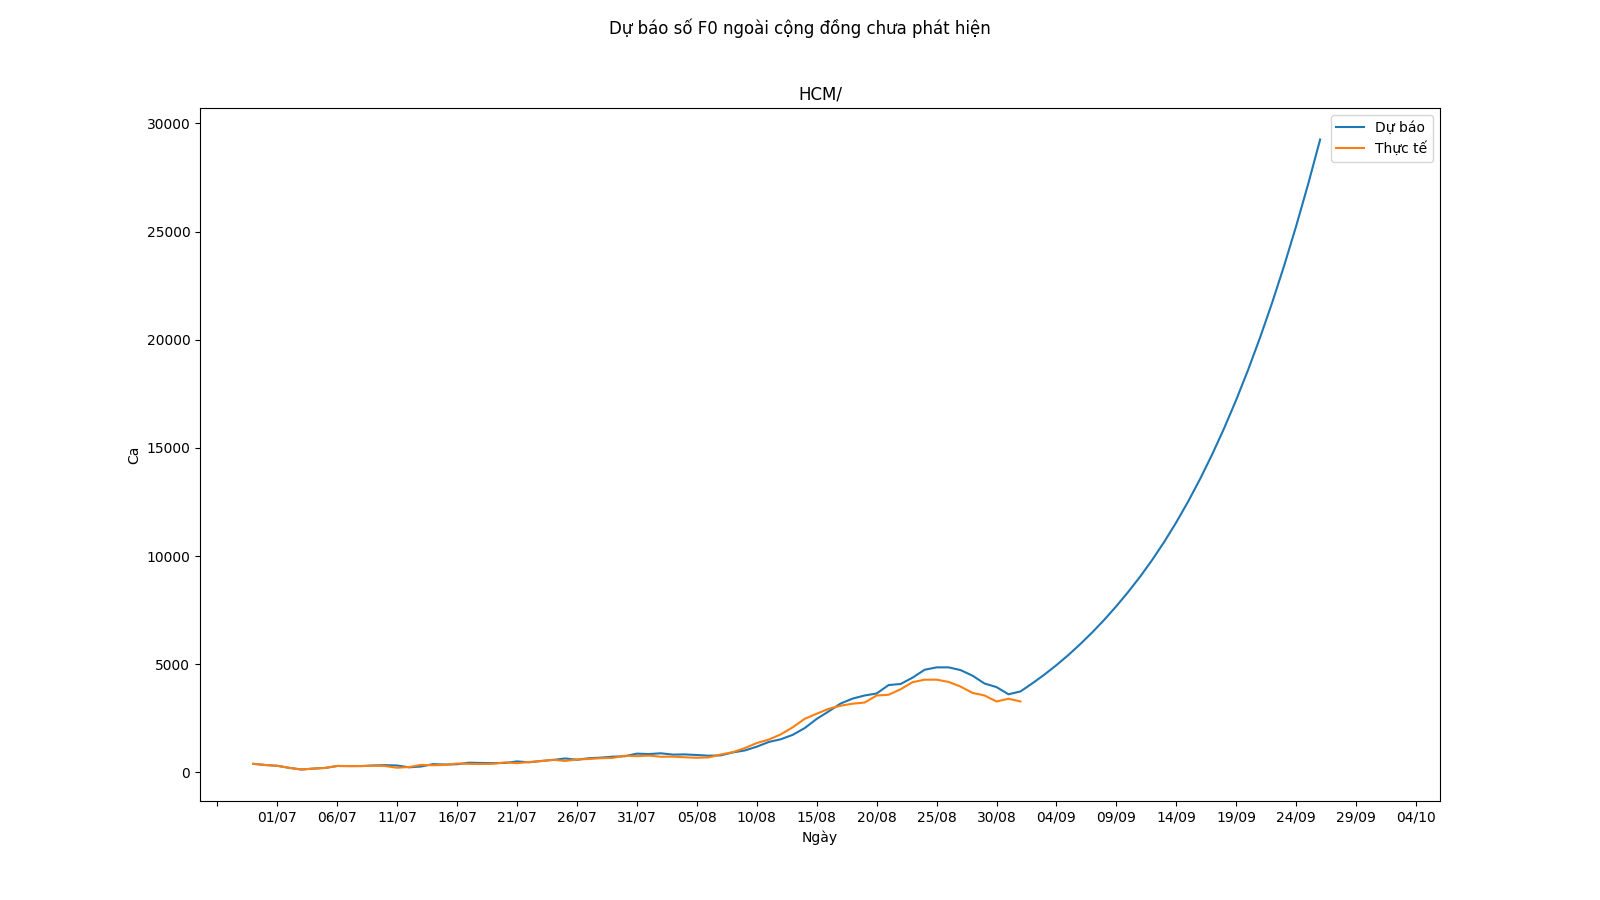 Dự báo số F0 ngoài cộng đồng chưa phát hiện
HCM/
30000
25000
20000
15000
10000
5000
0
Ca
Dự báo
Thực tế
01/07 06/07 11/07 16/07 21/07 26/07 31/07 05/08 10/08 15/08 20/08 25/08 30/08 04/09 09/09 14/09 19/09 24/09 29/09 04/10
Ngày